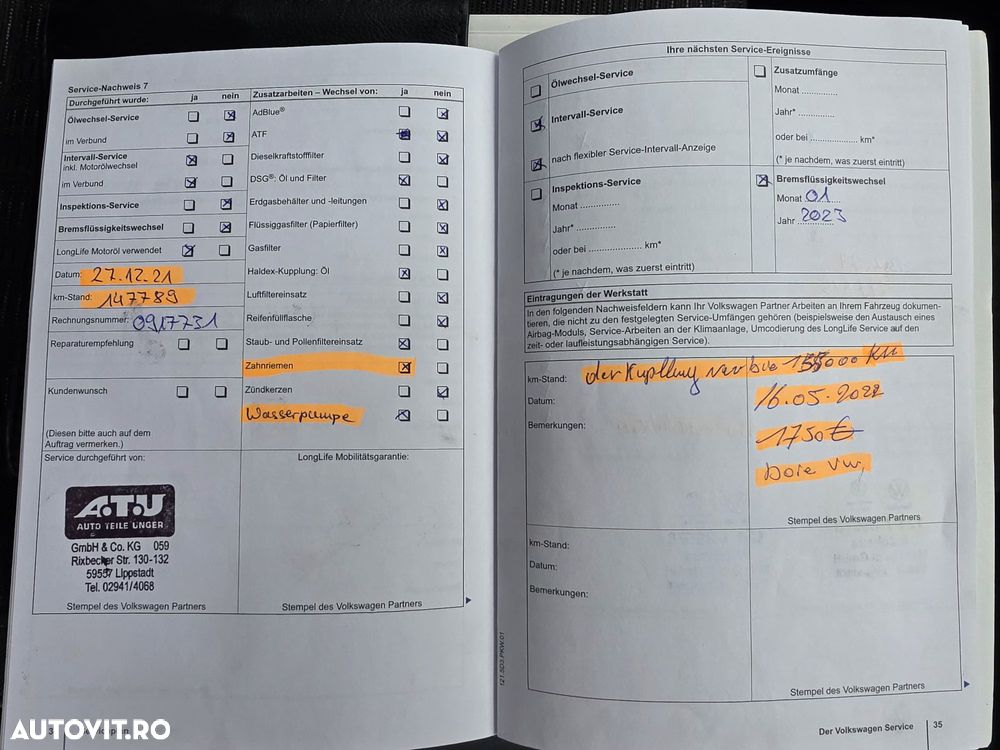 Service-Nachweis 7
Durchgeführt wurde: ja nein
Ölwechsel-Service
im Verbund
Intervall-Service
inkl. Motorölwechsel
im Verbund
Inspektions-Service
Bremsflüssigkeitswechsel
LongLife Motoröl verwendet
Datum: 27.12.21
km-Stand: 147789
Rechnungsnummer: 0917731
Reparaturempfehlung
Kundenwunsch
(Diesen bitte auch auf dem
Auftrag vermerken.)
Zusatzarbeiten – Wechsel von: ja nein
AdBlue®
ATF
Dieselkraftstofffilter
DSG®: Öl und Filter
Erdgasbehälter und -leitungen
Flüssiggasfilter (Papierfilter)
Gasfilter
Haldex-Kupplung: Öl
Luftfiltereinsatz
Reifenfüllflasche
Staub- und Pollenfiltereinsatz
Zahnriemen
Zündkerzen
Wasserpumpe
Service durchgeführt von:
A.T.U
AUTO TEILE UNGER
GmbH & Co. KG 059
Rixbecker Str. 130-132
59557 Lippstadt
Tel. 02941/4068
Stempel des Volkswagen Partners
LongLife Mobilitätsgarantie:
Stempel des Volkswagen Partners
Ihre nächsten Service-Ereignisse
Ölwechsel-Service
Intervall-Service
nach flexibler Service-Intervall-Anzeige
Inspektions-Service
Monat ...............
Jahr* ...............
oder bei .................... km*
(* je nachdem, was zuerst eintritt)
Zusatzumfänge
Monat ..............
Jahr* ..............
oder bei .................. km*
(* je nachdem, was zuerst eintritt)
Bremsflüssigkeitswechsel
Monat 01
Jahr 2023
Eintragungen der Werkstatt
In den folgenden Nachweisfeldern kann Ihr Volkswagen Partner Arbeiten an Ihrem Fahrzeug dokumen-
tieren, die nicht zu den festgelegten Service-Umfängen gehören (beispielsweise den Austausch eines
Airbag-Moduls, Service-Arbeiten an der Klimaanlage, Umcodierung des LongLife Service auf den
zeit- oder laufleistungsabhängigen Service).
km-Stand: der Kupllung
Datum: 16.05.2022
Bemerkungen: 1750€
Stempel des Volkswagen Partners
km-Stand:
Datum:
Bemerkungen:
Stempel des Volkswagen Partners
121.5D3.PKW.01
Der Volkswagen Service 35
AUTOVIT.RO